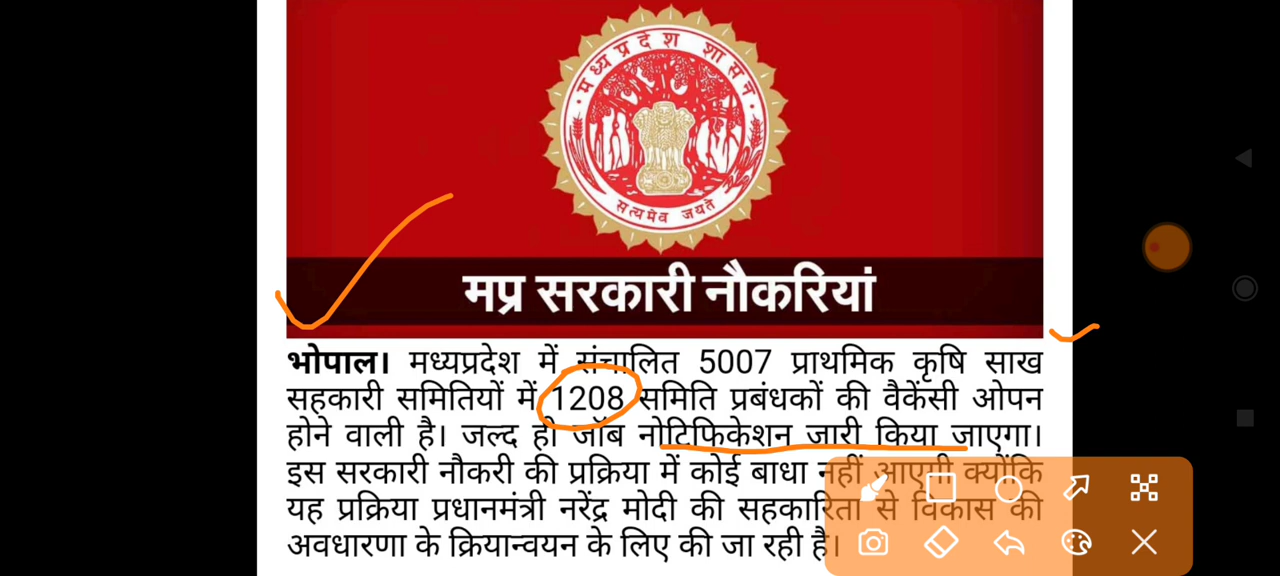 मध्यप्रदेश शासन
सत्यमेव जयते
मप्र सरकारी नौकरियां
भोपाल। मध्यप्रदेश में संचालित 5007 प्राथमिक कृषि साख
सहकारी समितियों में 1208 समिति प्रबंधकों की वैकेंसी ओपन
होने वाली है। जल्द ही जॉब नोटिफिकेशन जारी किया जाएगा।
इस सरकारी नौकरी की प्रक्रिया में कोई बाधा नहीं आएगी क्योंकि
यह प्रक्रिया प्रधानमंत्री नरेंद्र मोदी की सहकारिता से विकास की
अवधारणा के क्रियान्वयन के लिए की जा रही है।